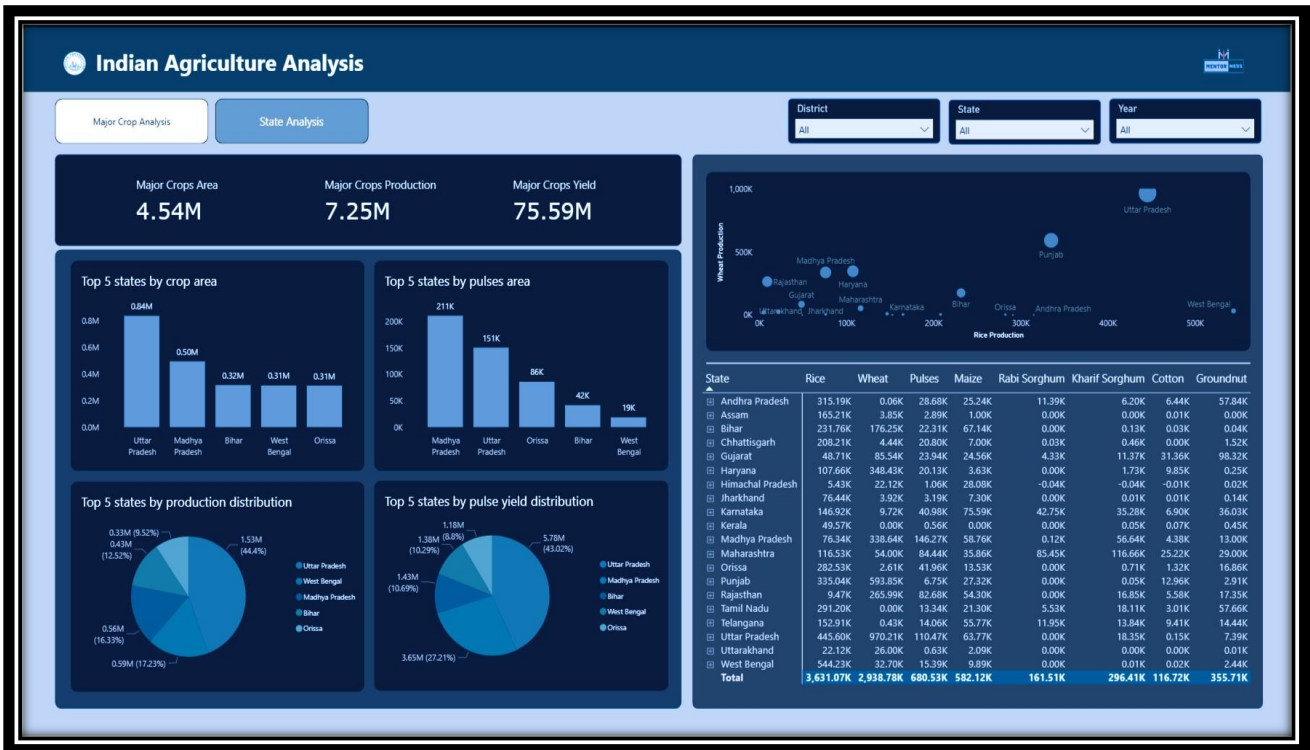 Indian Agriculture Analysis
MENTOR NESS
Major Crop Analysis
State Analysis
District
All
State
All
Year
All
Major Crops Area
4.54M
Major Crops Production
7.25M
Major Crops Yield
75.59M
Top 5 states by crop area
0.8M
0.6M
0.4M
0.2M
0.0M
0.84M
0.50M
0.32M
0.31M
0.31M
Uttar Pradesh
Madhya Pradesh
Bihar
West Bengal
Orissa
Top 5 states by pulses area
200K
150K
100K
50K
0K
211K
151K
86K
42K
19K
Madhya Pradesh
Uttar Pradesh
Orissa
Bihar
West Bengal
Top 5 states by production distribution
0.33M (9.52%)
0.43M (12.52%)
0.56M (16.33%)
0.59M (17.23%)
1.53M (44.4%)
Uttar Pradesh
West Bengal
Madhya Pradesh
Bihar
Orissa
Top 5 states by pulse yield distribution
1.18M (8.8%)
1.38M (10.29%)
1.43M (10.69%)
3.65M (27.21%)
5.78M (43.02%)
Uttar Pradesh
Madhya Pradesh
Bihar
West Bengal
Orissa
Wheat Production
1,000K
500K
0K
Uttar Pradesh
Punjab
Madhya Pradesh
Rajasthan
Haryana
Gujarat
Maharashtra
Bihar
Uttarakhand
Jharkhand
Karnataka
Orissa
Andhra Pradesh
West Bengal
0K
100K
200K
300K
400K
500K
Rice Production
State Rice Wheat Pulses Maize Rabi Sorghum Kharif Sorghum Cotton Groundnut
Andhra Pradesh 315.19K 0.06K 28.68K 25.24K 11.39K 6.20K 6.44K 57.84K
Assam 165.21K 3.85K 2.89K 1.00K 0.00K 0.00K 0.01K 0.00K
Bihar 231.76K 176.25K 22.31K 67.14K 0.00K 0.13K 0.03K 0.04K
Chhattisgarh 208.21K 4.44K 20.80K 7.00K 0.03K 0.46K 0.00K 1.52K
Gujarat 48.71K 85.54K 23.94K 24.56K 4.33K 11.37K 31.36K 98.32K
Haryana 107.66K 348.43K 20.13K 3.63K 0.00K 1.73K 9.85K 0.25K
Himachal Pradesh 5.43K 22.12K 1.06K 28.08K -0.04K -0.04K -0.01K 0.02K
Jharkhand 76.44K 3.92K 3.19K 7.30K 0.00K 0.01K 0.01K 0.14K
Karnataka 146.92K 9.72K 40.98K 75.59K 42.75K 35.28K 6.90K 36.03K
Kerala 49.57K 0.00K 0.56K 0.00K 0.00K 0.05K 0.07K 0.45K
Madhya Pradesh 76.34K 338.64K 146.27K 58.76K 0.12K 56.64K 4.38K 13.00K
Maharashtra 116.53K 54.00K 84.44K 35.86K 85.45K 116.66K 25.22K 29.00K
Orissa 282.53K 2.61K 41.96K 13.53K 0.00K 0.71K 1.32K 16.86K
Punjab 335.04K 593.85K 6.75K 27.32K 0.00K 0.05K 12.96K 2.91K
Rajasthan 9.47K 265.99K 82.68K 54.30K 0.00K 16.85K 5.58K 17.35K
Tamil Nadu 291.20K 0.00K 13.34K 21.30K 5.53K 18.11K 3.01K 57.66K
Telangana 152.91K 0.43K 14.06K 55.77K 11.95K 13.84K 9.41K 14.44K
Uttar Pradesh 445.60K 970.21K 110.47K 63.77K 0.00K 18.35K 0.15K 7.39K
Uttarakhand 22.12K 26.00K 0.63K 2.09K 0.00K 0.00K 0.00K 0.01K
West Bengal 544.23K 32.70K 15.39K 9.89K 0.00K 0.01K 0.02K 2.44K
Total 3,631.07K 2,938.78K 680.53K 582.12K 161.51K 296.41K 116.72K 355.71K